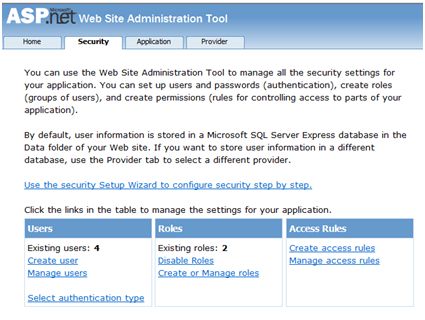 ASP.net Microsoft Web Site Administration Tool
Home Security Application Provider
You can use the Web Site Administration Tool to manage all the security settings for
your application. You can set up users and passwords (authentication), create roles
(groups of users), and create permissions (rules for controlling access to parts of your
application).
By default, user information is stored in a Microsoft SQL Server Express database in the
Data folder of your Web site. If you want to store user information in a different
database, use the Provider tab to select a different provider.
Use the security Setup Wizard to configure security step by step.
Click the links in the table to manage the settings for your application.
Users
Existing users: 4
Create user
Manage users
Select authentication type
Roles
Existing roles: 2
Disable Roles
Create or Manage roles
Access Rules
Create access rules
Manage access rules